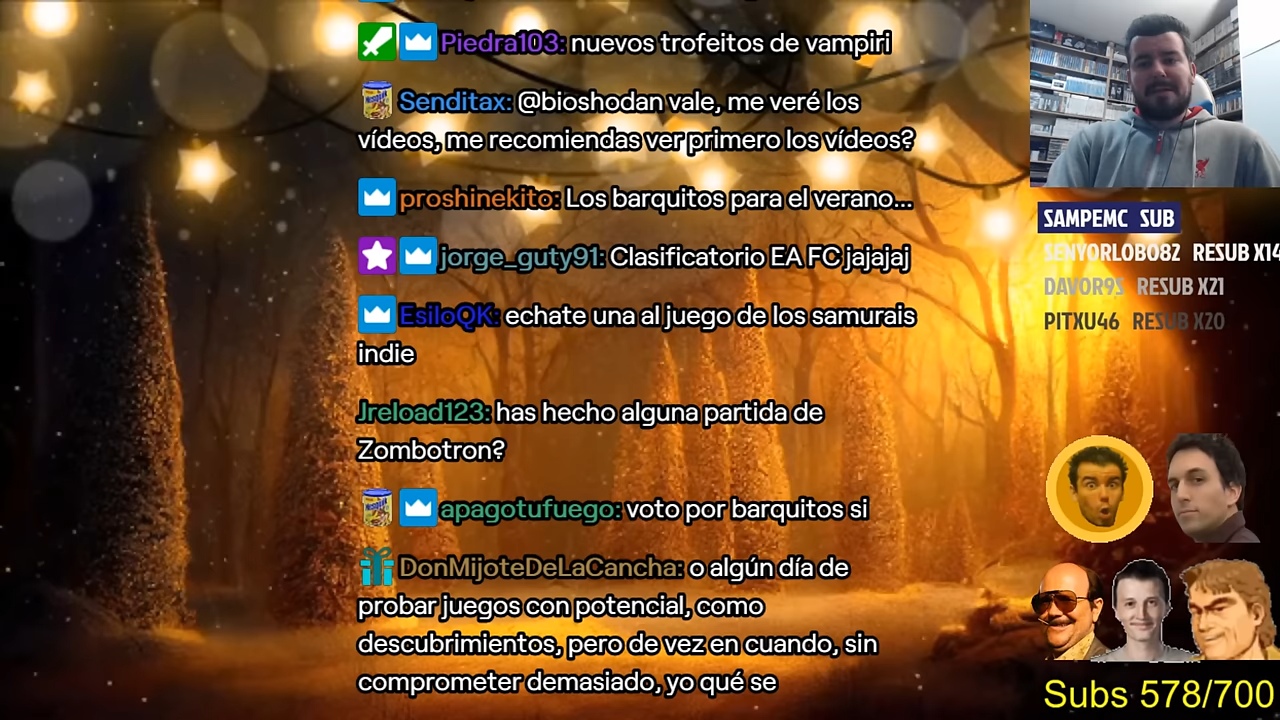 Piedra103: nuevos trofeitos de vampiri
Senditax: @bioshodan vale, me veré los
vídeos, me recomiendas ver primero los vídeos?
proshinekito: Los barquitos para el verano...
jorge_guty91: Clasificatorio EA FC jajajaj
EsiloQK: echate una al juego de los samurais
indie
Jreload123: has hecho alguna partida de
Zombotron?
apagotufuego: voto por barquitos si
DonMijoteDeLaCancha: o algún día de
probar juegos con potencial, como
descubrimientos, pero de vez en cuando, sin
comprometer demasiado, yo qué se
SAMPEMC SUB
SENYORLOBO82 RESUB X14
DAVOR9S RESUB X21
PITXU46 RESUB X20
Subs 578/700